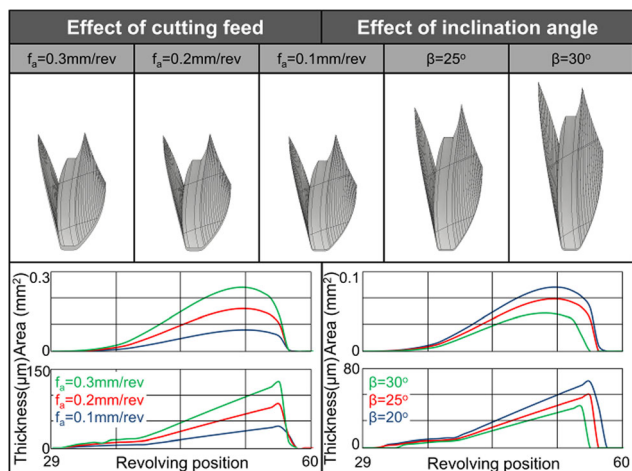 Effect of cutting feed
Effect of inclination angle
fₐ=0.3mm/rev
fₐ=0.2mm/rev
fₐ=0.1mm/rev
β=25°
β=30°
0.3
Area (mm²)
0
0.1
Area (mm²)
0
150
Thickness(μm)
fₐ=0.3mm/rev
fₐ=0.2mm/rev
fₐ=0.1mm/rev
0
80
Thickness(μm)
β=30°
β=25°
β=20°
0
29
Revolving position
60
29
Revolving position
60